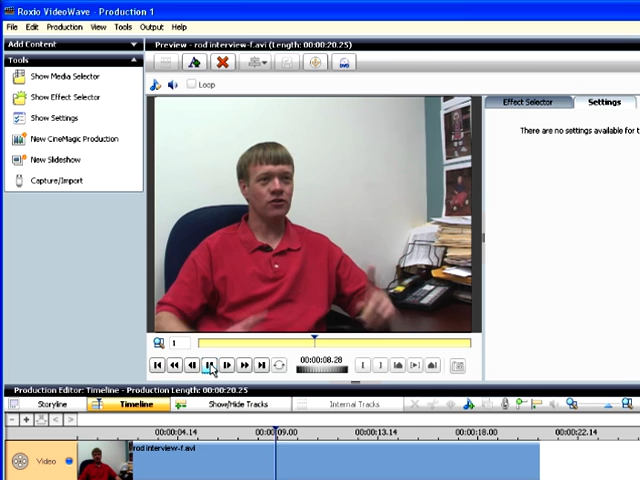 Roxio VideoWave - Production 1
File Edit Production View Tools Output Help
Add Content
Preview - rod interview-f.avi (Length: 00:00:20.25)
Tools
Show Media Selector
Show Effect Selector
Show Settings
New CineMagic Production
New Slideshow
Capture/Import
Loop
Effect Selector Settings
There are no settings available for t
1
00:00:08.28
Production Editor: Timeline - Production Length: 00:00:20.25
Storyline Timeline Show/Hide Tracks Internal Tracks
00:00:04.14 00:00:09.00 00:00:13.14 00:00:18.00 00:00:22.14
Video rod interview-f.avi